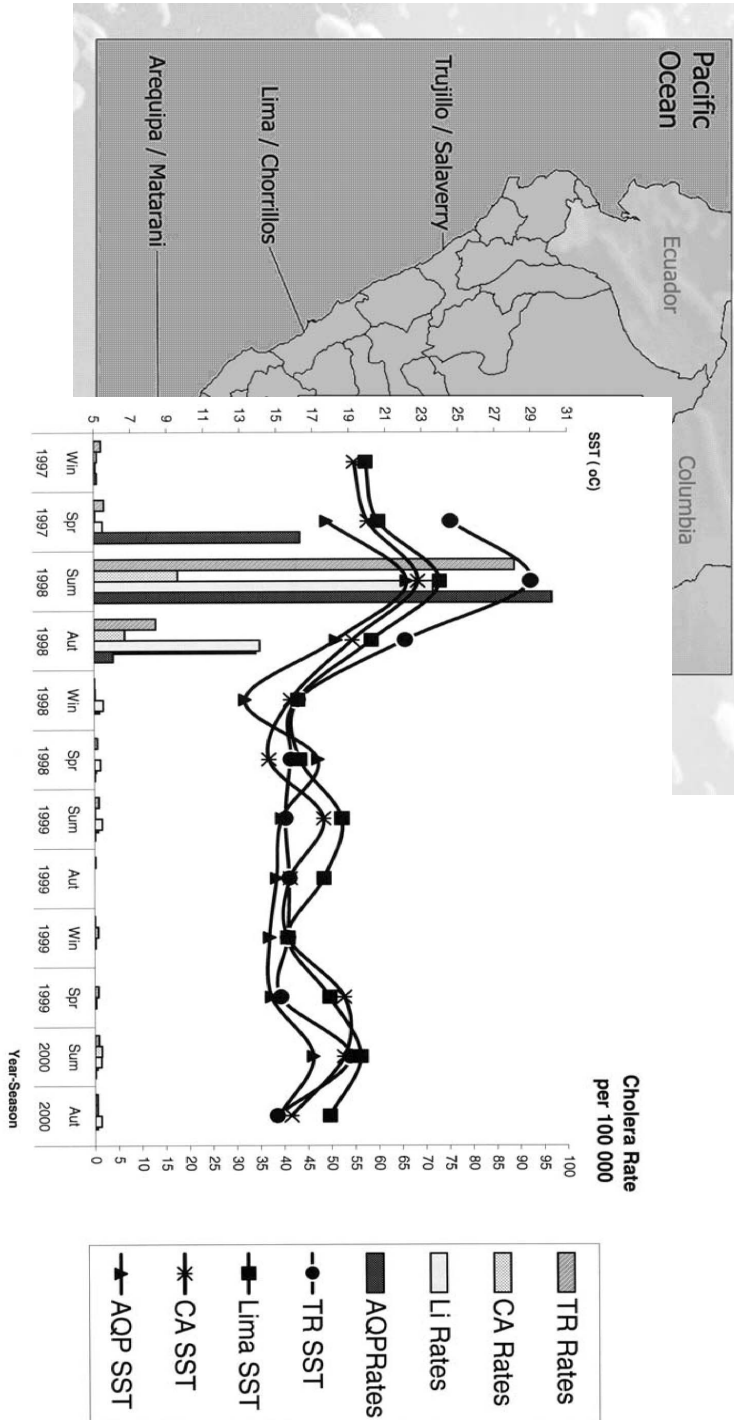 Pacific
Ocean
Ecuador
Columbia
Trujillo / Salaverry
Lima / Chorrillos
Arequipa / Matarani
SST ( oC)
31
29
27
25
23
21
19
17
13
11
11
9
7
5
Cholera Rate
per 100 000
100
95
90
85
80
75
70
65
60
55
50
45
40
35
30
25
20
15
10
5
0
Win
1997
Spr
1997
Sum
1998
Aut
1998
Win
1998
Spr
1998
Sum
1999
Aut
1999
Win
1999
Spr
1999
Sum
2000
Aut
2000
Year-Season
TR Rates
CA Rates
Li Rates
AQPRates
TR SST
Lima SST
CA SST
AQP SST